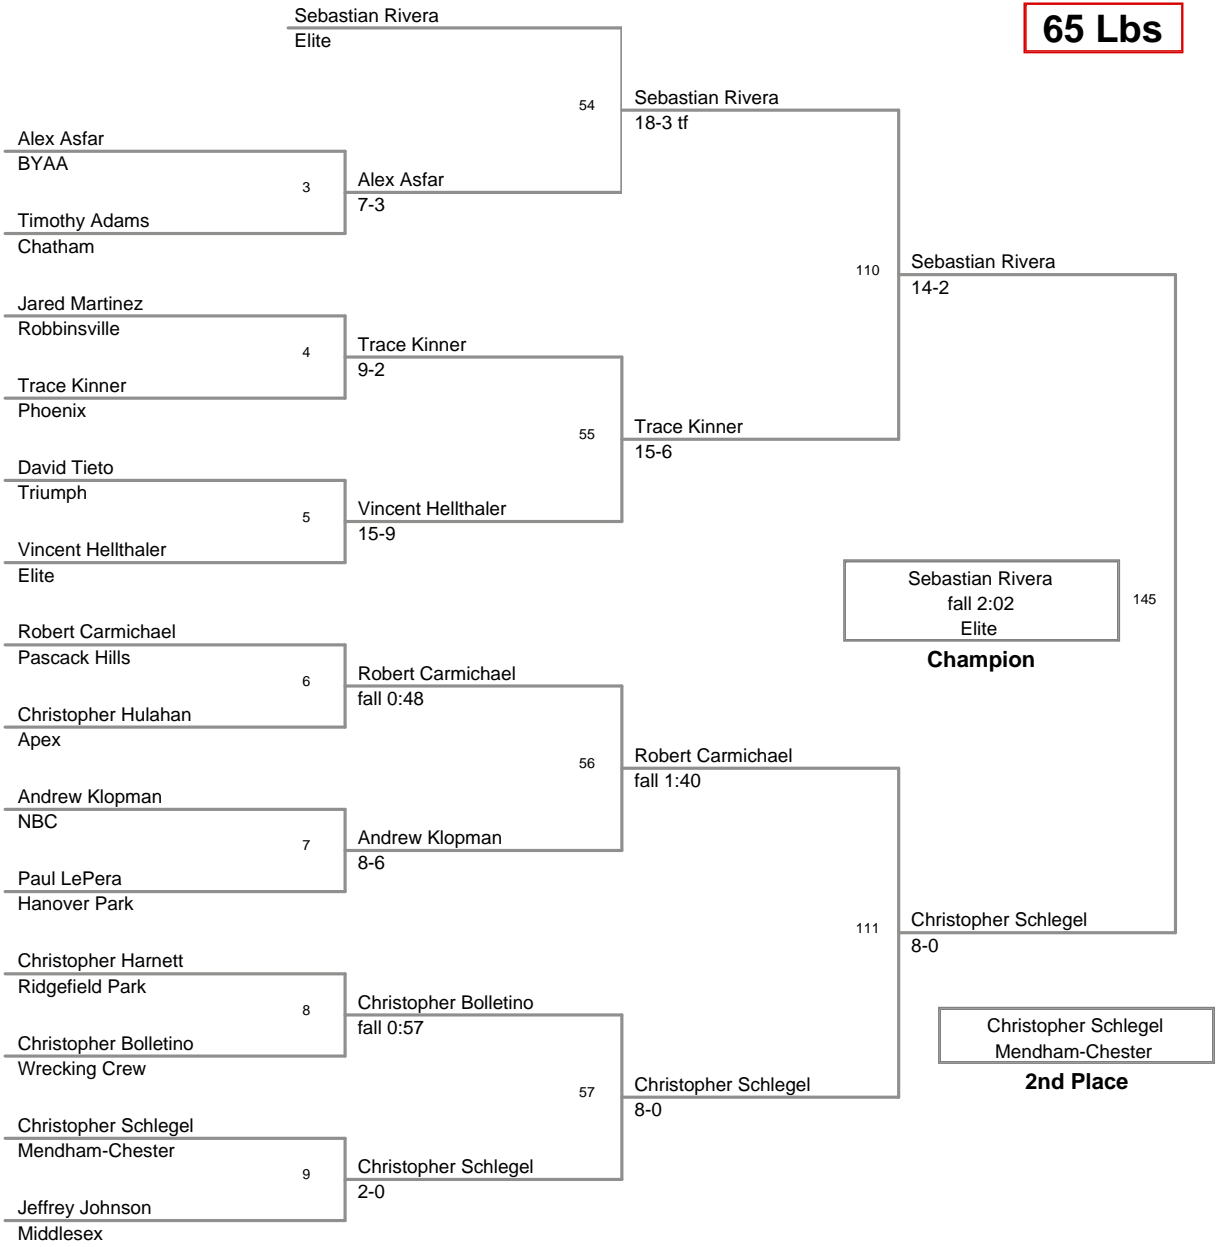 Sebastian Rivera
Elite
65 Lbs
54
Sebastian Rivera
18-3 tf
Alex Asfar
BYAA
3
Alex Asfar
7-3
Timothy Adams
Chatham
110
Sebastian Rivera
14-2
Jared Martinez
Robbinsville
4
Trace Kinner
9-2
Trace Kinner
Phoenix
55
Trace Kinner
15-6
David Tieto
Triumph
5
Vincent Hellthaler
15-9
Vincent Hellthaler
Elite
Sebastian Rivera
fall 2:02
Elite
145
Champion
Robert Carmichael
Pascack Hills
6
Robert Carmichael
fall 0:48
Christopher Hulahan
Apex
56
Robert Carmichael
fall 1:40
Andrew Klopman
NBC
7
Andrew Klopman
8-6
Paul LePera
Hanover Park
111
Christopher Schlegel
8-0
Christopher Harnett
Ridgefield Park
8
Christopher Bolletino
fall 0:57
Christopher Bolletino
Wrecking Crew
Christopher Schlegel
Mendham-Chester
2nd Place
57
Christopher Schlegel
8-0
Christopher Schlegel
Mendham-Chester
9
Christopher Schlegel
2-0
Jeffrey Johnson
Middlesex